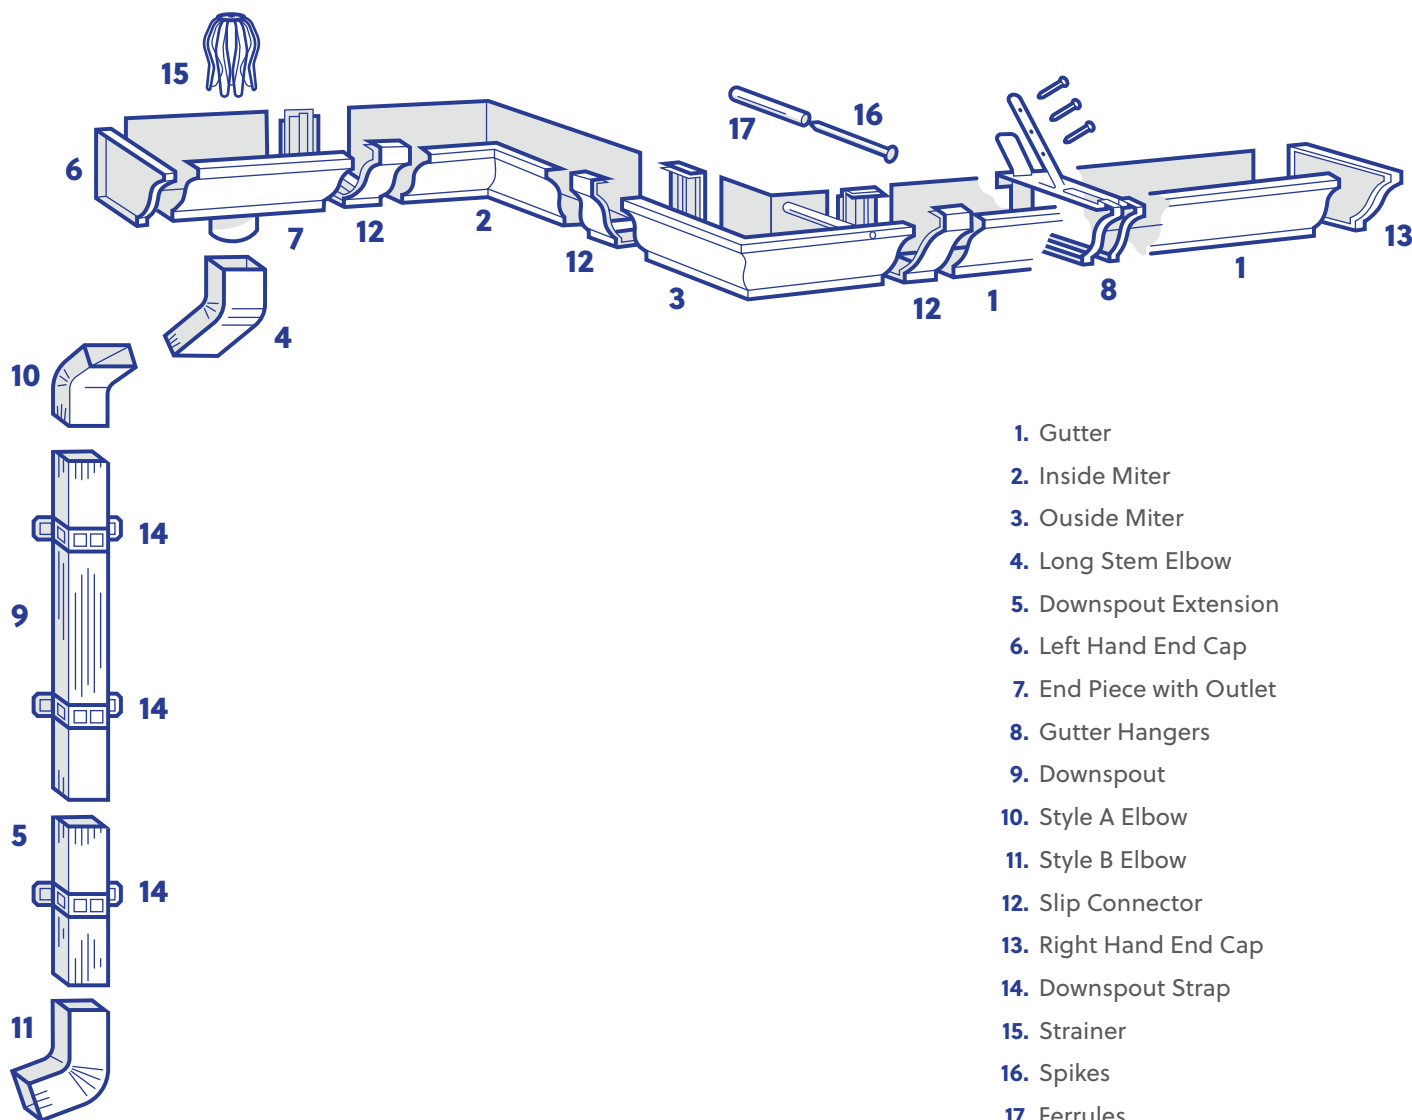 15
17
16
6
7
12
2
12
3
12
1
8
1
13
4
10
14
9
14
5
14
11
1. Gutter
2. Inside Miter
3. Ouside Miter
4. Long Stem Elbow
5. Downspout Extension
6. Left Hand End Cap
7. End Piece with Outlet
8. Gutter Hangers
9. Downspout
10. Style A Elbow
11. Style B Elbow
12. Slip Connector
13. Right Hand End Cap
14. Downspout Strap
15. Strainer
16. Spikes
17. Ferrules